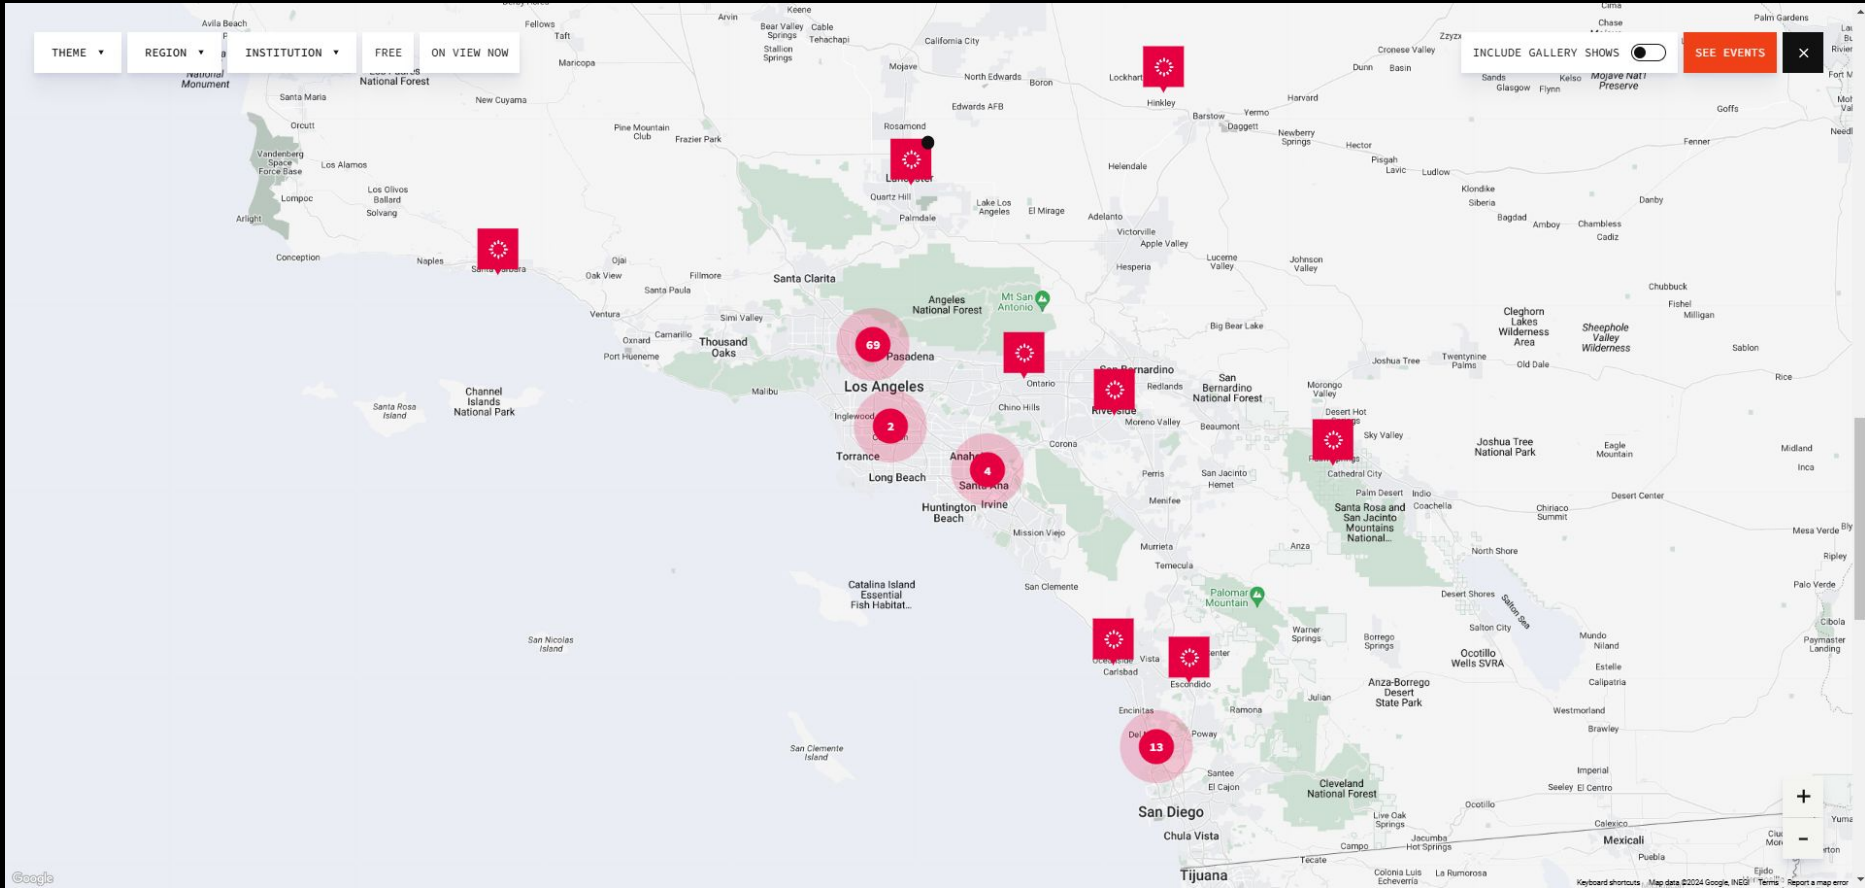 Cima
Keene
Avila Beach
Fellows
Arvin
Bear Valley
Springs
Cable
Tehachapi
Chase
Palm Gardens
Taft
California City
Zzyzx
THEME ▼
REGION ▼
INSTITUTION ▼
FREE
ON VIEW NOW
Stallion
Springs
Cronese Valley
INCLUDE GALLERY SHOWS
SEE EVENTS
×
Maricopa
Mojave
Lockhart
Dunn
Basin
National
Monument
National Forest
North Edwards
Boron
Sands
Kelso
Mojave Nat'l
Preserve
Glasgow
Flynn
Santa Maria
New Cuyama
Edwards AFB
Hinkley
Harvard
Goffs
Orcutt
Pine Mountain
Club
Frazier Park
Rosamond
Barstow
Yermo
Daggett
Newberry
Springs
Hector
Fenner
Vandenberg
Space
Force Base
Los Alamos
Helendale
Pisgah
Lavic
Ludlow
Los Olivos
Ballard
Solvang
Lompoc
Quartz Hill
Lake Los
Angeles
El Mirage
Klondike
Siberia
Danby
Arlight
Palmdale
Adelanto
Bagdad
Amboy
Chambless
Cadiz
Victorville
Apple Valley
Conception
Naples
Ojai
Oak View
Fillmore
Santa Clarita
Hesperia
Lucerne
Valley
Johnson
Valley
Santa Paula
Angeles
National Forest
Mt San
Antonio
Chubbuck
Fishel
Milligan
Ventura
Simi Valley
Big Bear Lake
Cleghorn
Lakes
Wilderness
Area
Sheephole
Valley
Wilderness
Oxnard
Camarillo
Thousand
Oaks
69
Port Hueneme
Pasadena
Joshua Tree
Twentynine
Palms
Old Dale
Sablon
San Bernardino
Los Angeles
Ontario
Redlands
San
Bernardino
National Forest
Morongo
Valley
Rice
Malibu
Channel
Islands
National Park
Santa Rosa
Island
Chino Hills
Riverside
Desert Hot
Inglewood
2
Moreno Valley
Beaumont
Sky Valley
Joshua Tree
National Park
Eagle
Mountain
Midland
Corona
Torrance
4
Inca
Long Beach
Santa Ana
Perris
San Jacinto
Hemet
Cathedral City
Huntington
Beach
Irvine
Menifee
Palm Desert
Indio
Coachella
Desert Center
Santa Rosa and
San Jacinto
Mountains
National...
Chiriaco
Summit
Mission Viejo
Mesa Verde
Murrieta
Anza
North Shore
Ripley
Temecula
Catalina Island
Essential
Fish Habitat...
San Clemente
Palomar
Mountain
Desert Shores
Salton Sea
Palo Verde
Salton City
Cibola
San Nicolas
Island
Warner
Springs
Borrego
Springs
Mundo
Niland
Paymaster
Landing
Vista
Ocotillo
Wells SVRA
Estelle
Carlsbad
Escondido
Anza-Borrego
Desert
State Park
Calipatria
Julian
Encinitas
Ramona
Westmorland
Poway
Brawley
13
San Clemente
Island
Santee
El Cajon
Cleveland
National Forest
Imperial
Seeley
El Centro
+
San Diego
Ocotillo
Live Oak
Springs
Calexico
Yuma
Chula Vista
Jacumba
Hot Springs
Mexicali
−
Campo
Puebla
Tecate
Tijuana
Colonia Luis
Echeverria
La Rumorosa
Ejido
Google
Keyboard shortcuts
Map data ©2024 Google, INEGI
Terms
Report a map error